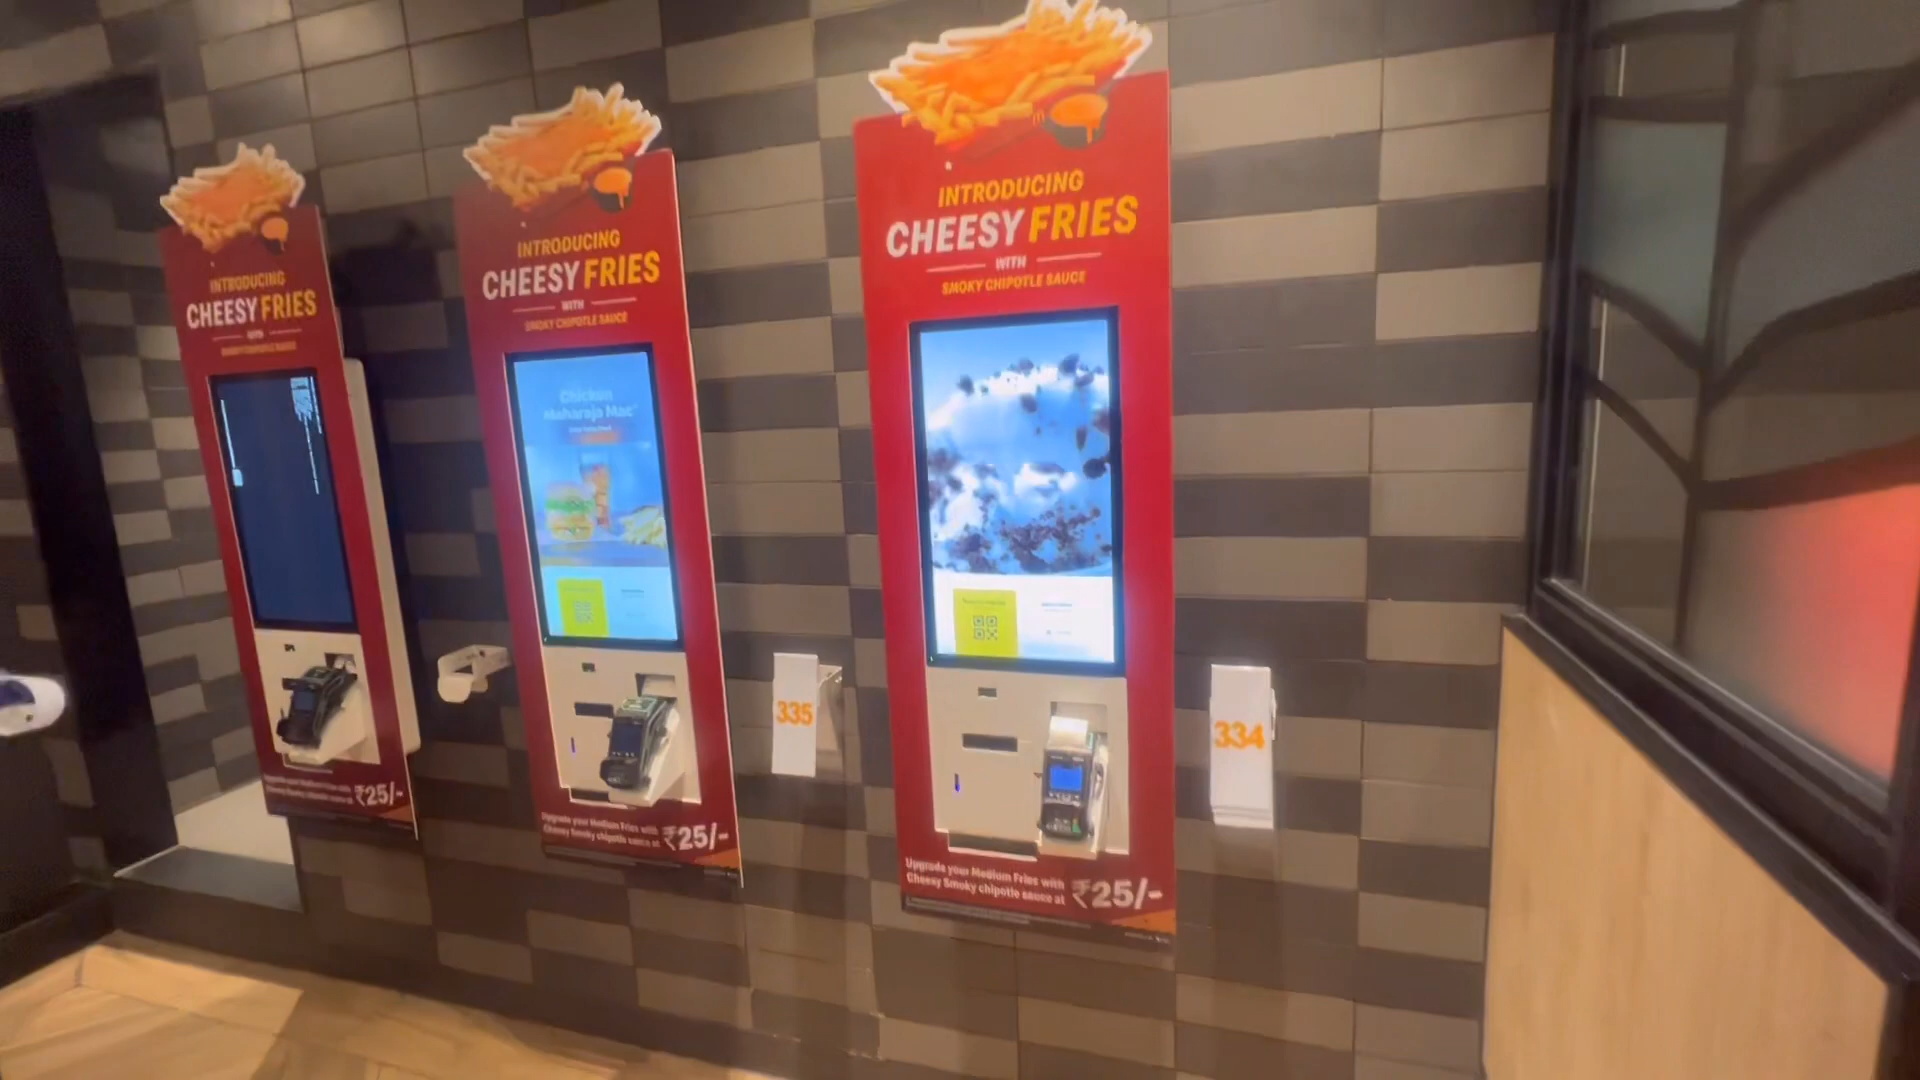 INTRODUCING
CHEESY FRIES
WITH
SMOKY CHIPOTLE SAUCE
₹25/-
INTRODUCING
CHEESY FRIES
WITH
SMOKY CHIPOTLE SAUCE
Chicken
Maharaja Mac
Upgrade your Medium Fries with
Cheesy Smoky chipotle sauce at
₹25/-
335
INTRODUCING
CHEESY FRIES
WITH
SMOKY CHIPOTLE SAUCE
Upgrade your Medium Fries with
Cheesy Smoky chipotle sauce at
₹25/-
334